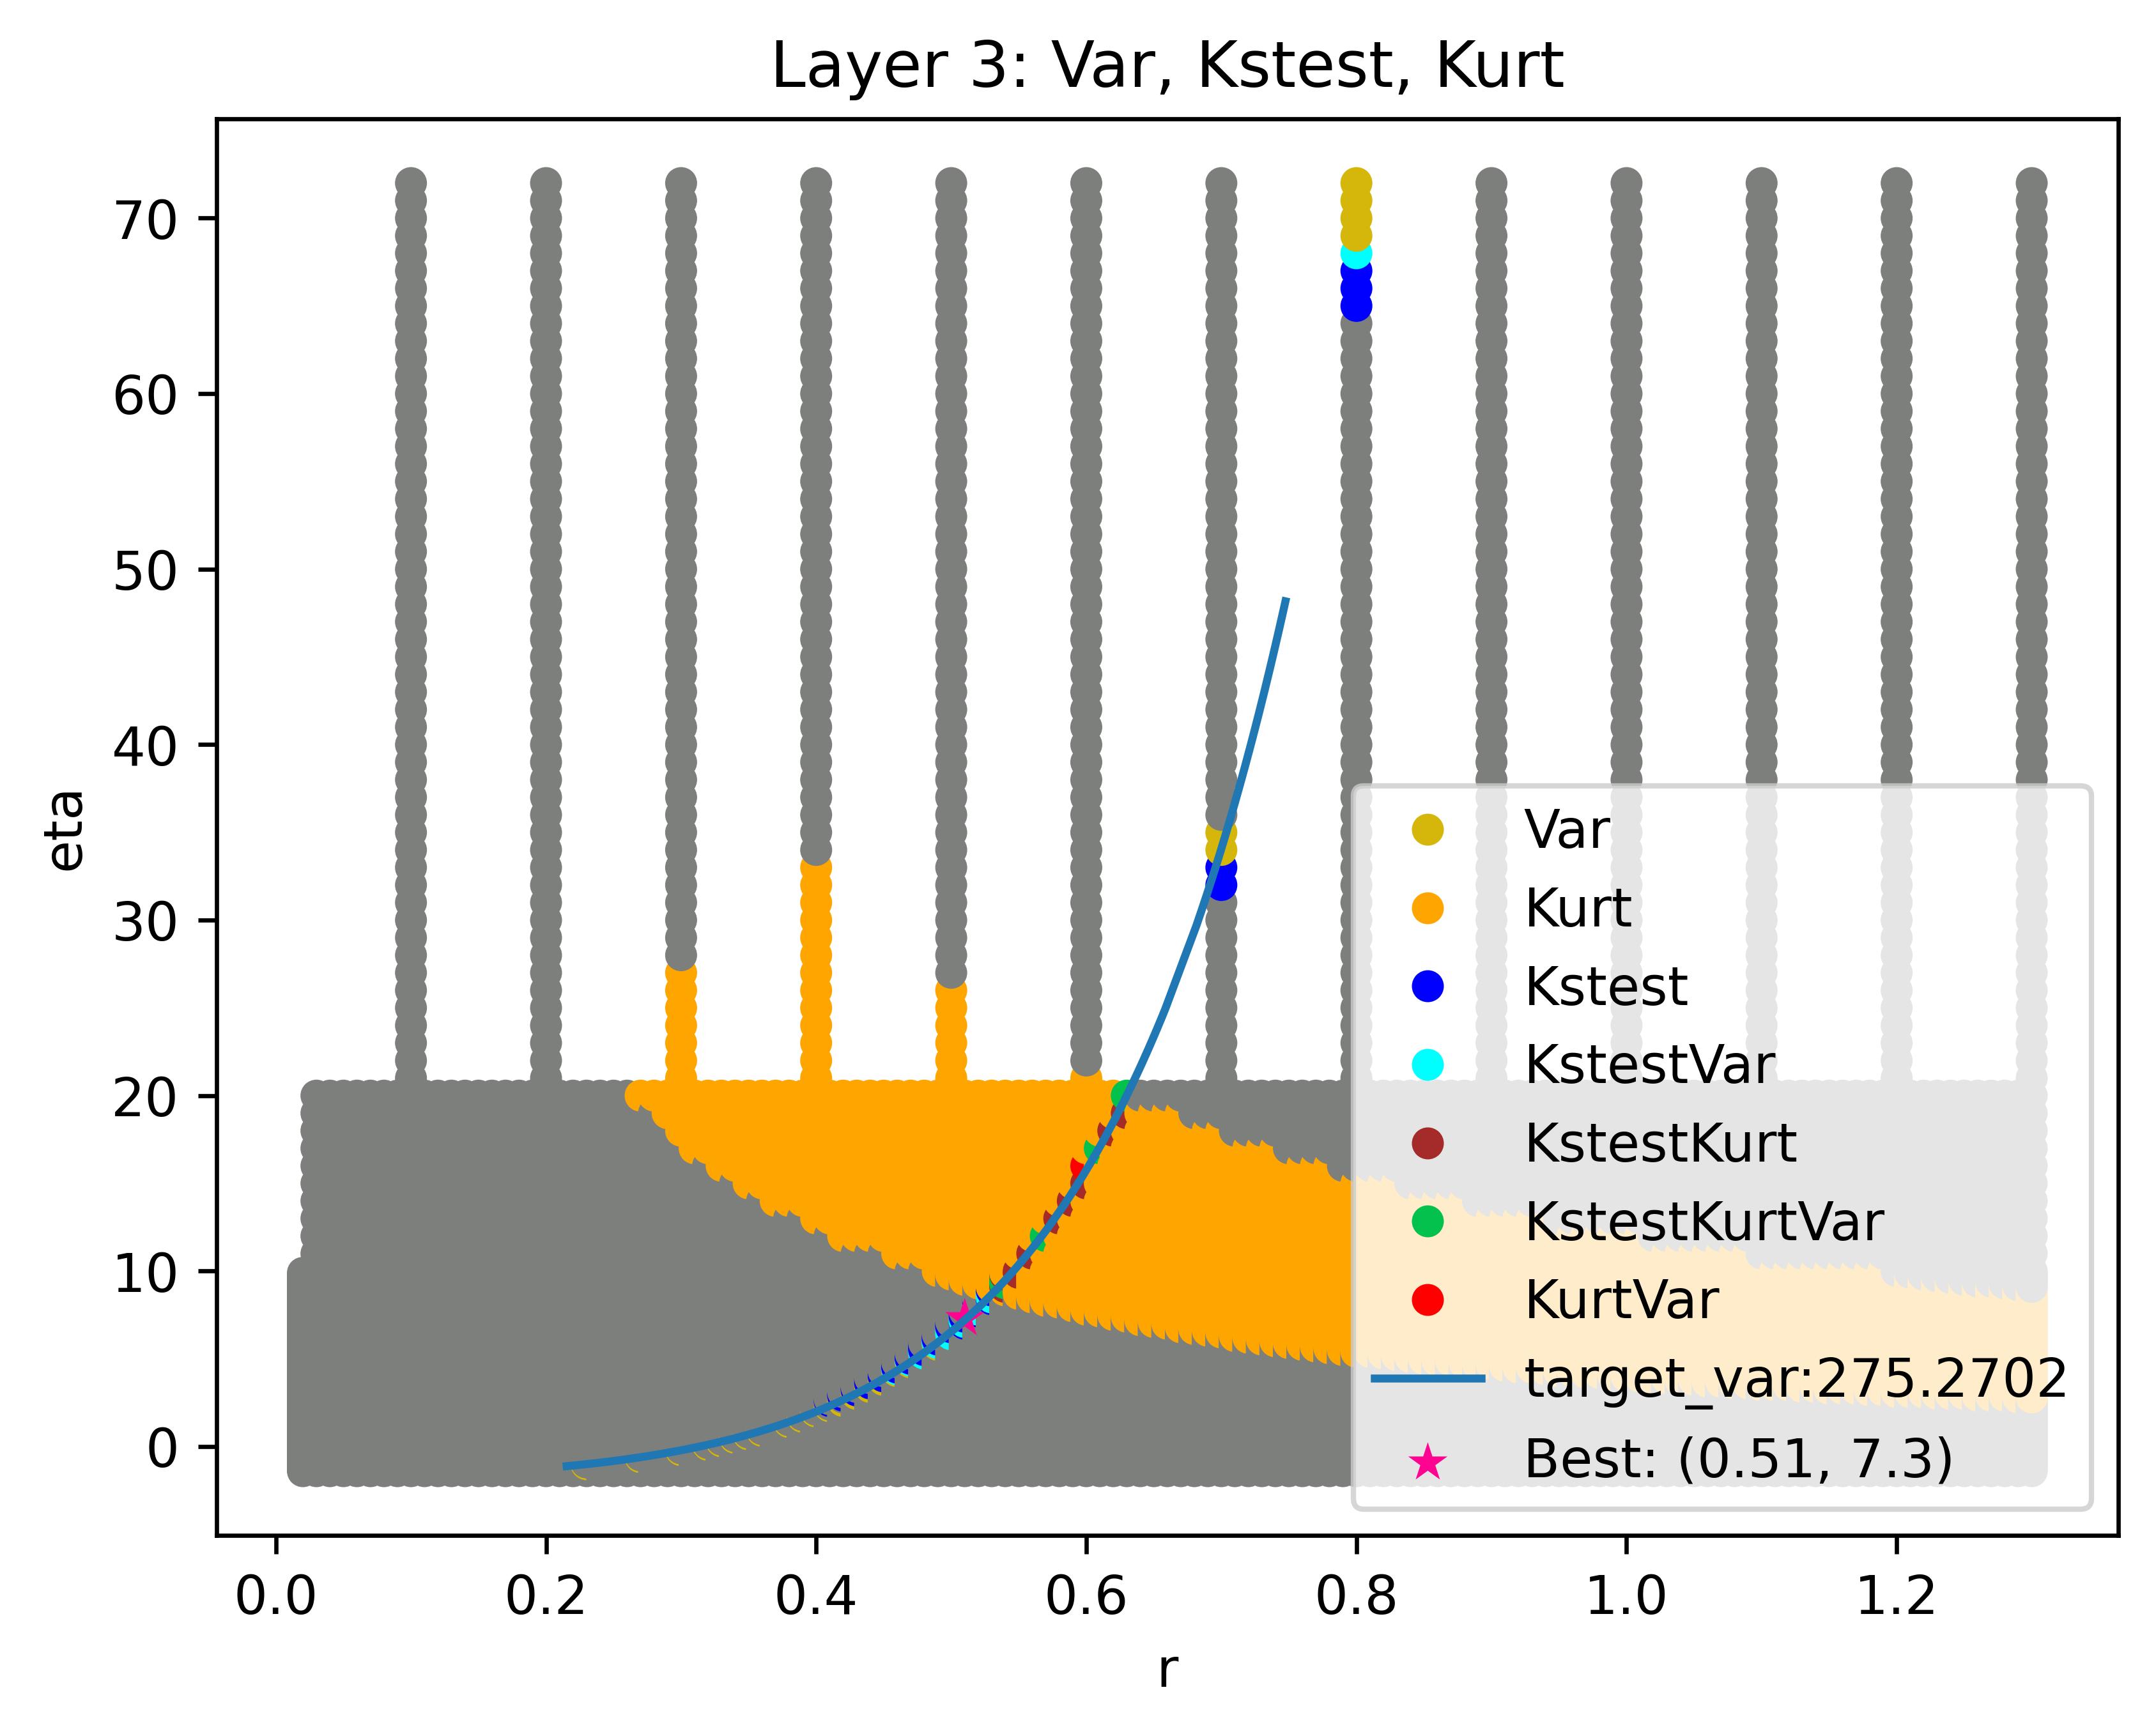 Layer 3: Var, Kstest, Kurt
eta
70
60
50
40
30
20
10
0
Var
Kurt
Kstest
KstestVar
KstestKurt
KstestKurtVar
KurtVar
target_var:275.2702
Best: (0.51, 7.3)
0.0 0.2 0.4 0.6 0.8 1.0 1.2
r